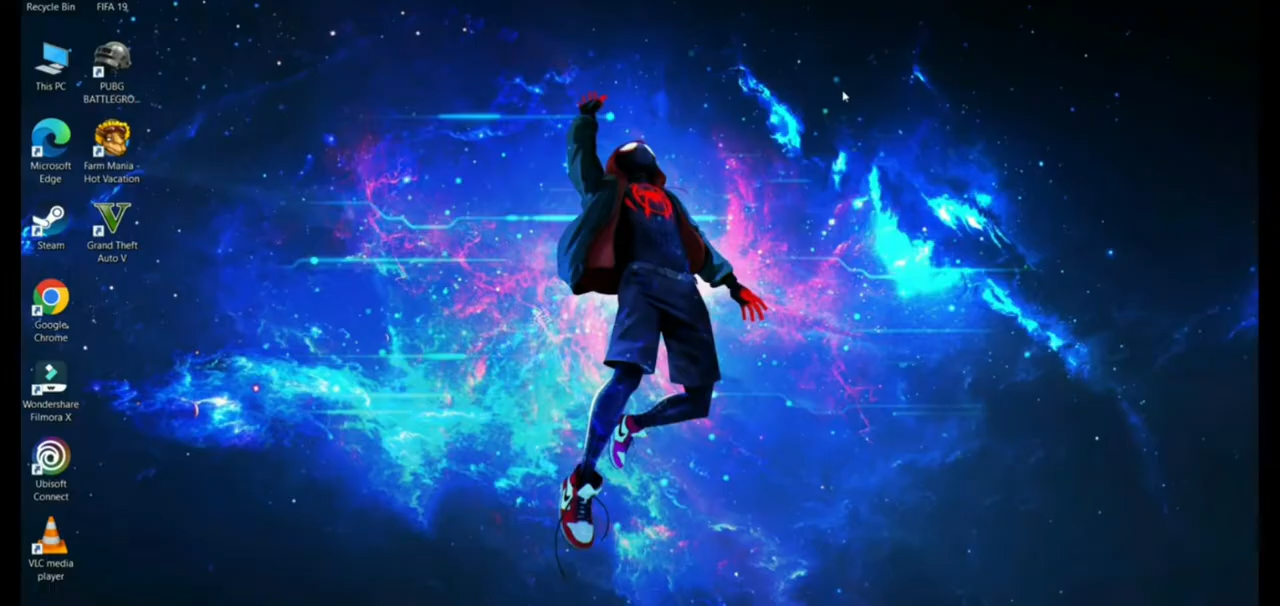 Recycle Bin
FIFA 19
This PC
PUBG
BATTLEGRO...
Microsoft
Edge
Farm Mania -
Hot Vacation
Steam
Grand Theft
Auto V
Google
Chrome
Wondershare
Filmora X
Ubisoft
Connect
VLC media
player